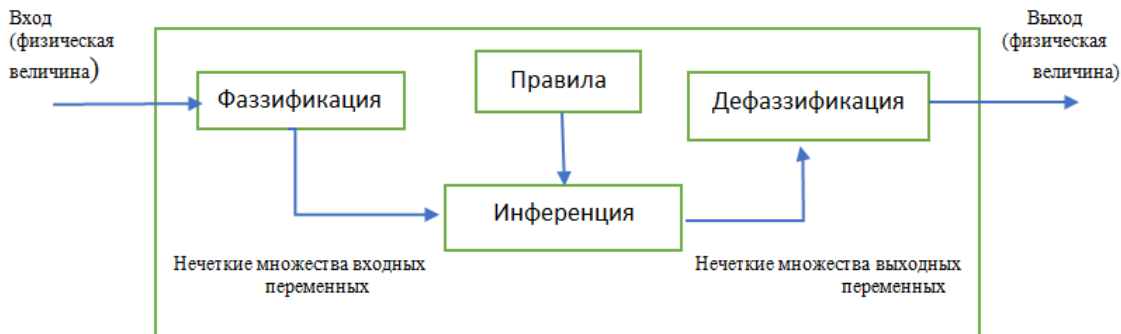 Вход
(физическая
величина)
Выход
(физическая
величина)
Фаззификация
Правила
Дефаззификация
Инференция
Нечеткие множества входных
переменных
Нечеткие множества выходных
переменных